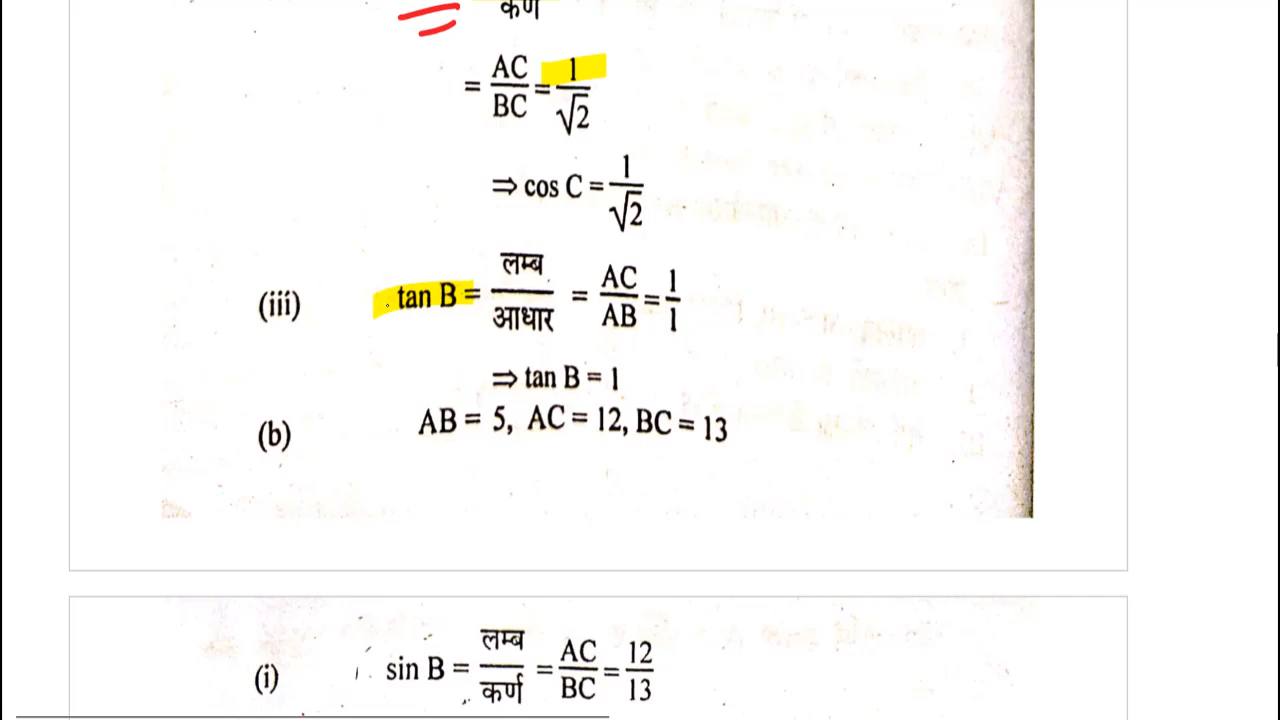 कर्ण
= AC/BC = 1/√2
⇒ cos C = 1/√2
(iii) tan B = लम्ब/आधार = AC/AB = 1/1
⇒ tan B = 1
(b) AB = 5, AC = 12, BC = 13
(i) sin B = लम्ब/कर्ण = AC/BC = 12/13